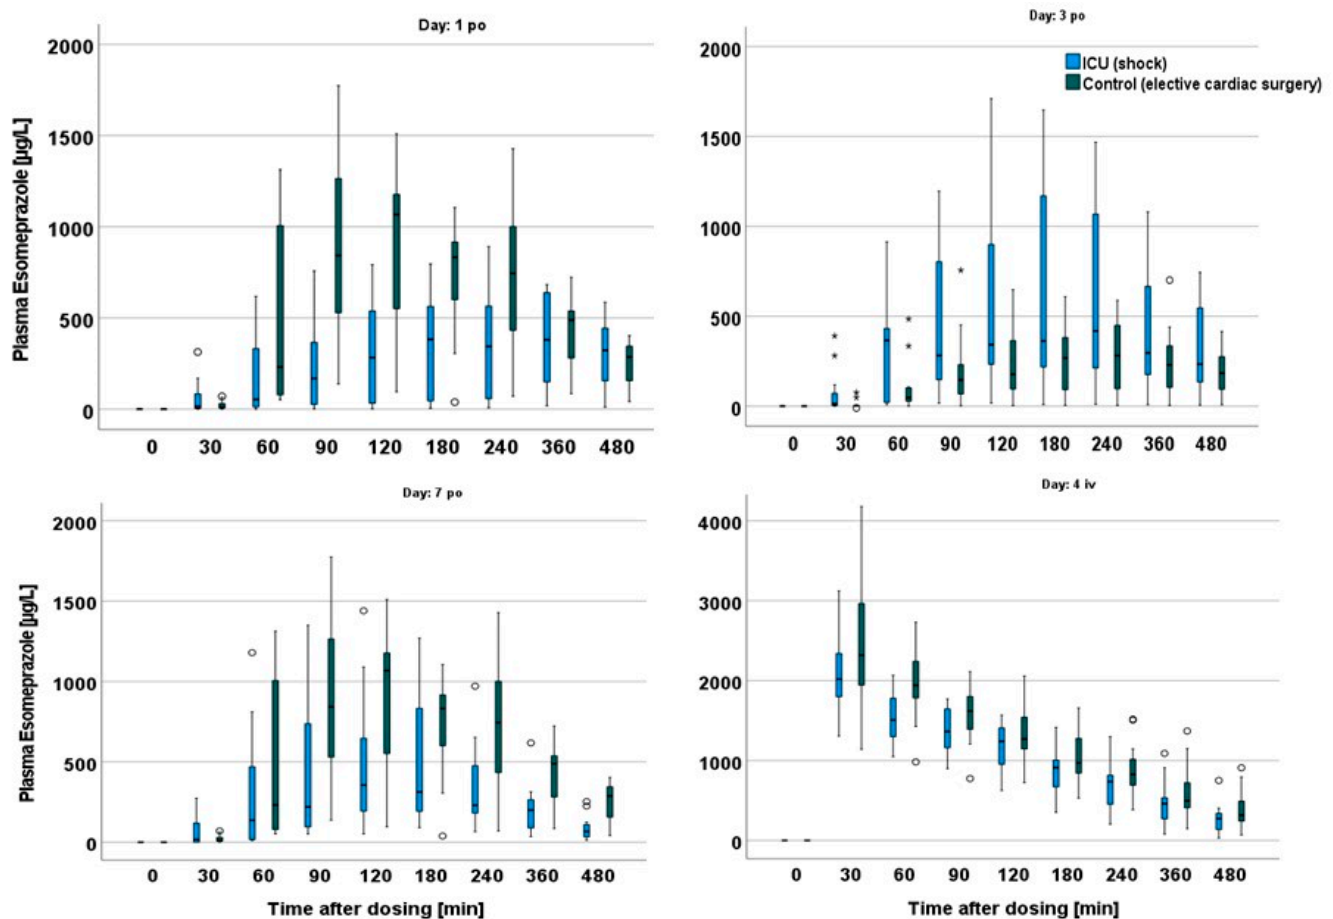 Day: 1 po
2000
1500
1000
500
0
Plasma Esomeprazole [µg/L]
0 30 60 90 120 180 240 360 480
Day: 3 po
ICU (shock)
Control (elective cardiac surgery)
2000
1500
1000
500
0
0 30 60 90 120 180 240 360 480
Day: 7 po
2000
1500
1000
500
0
Plasma Esomeprazole [µg/L]
0 30 60 90 120 180 240 360 480
Time after dosing [min]
Day: 4 iv
4000
3000
2000
1000
0
0 30 60 90 120 180 240 360 480
Time after dosing [min]